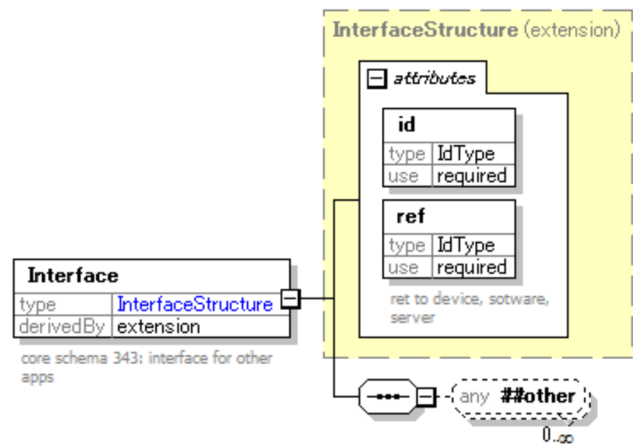 InterfaceStructure (extension)
attributes
id
type IdType
use required
ref
type IdType
use required
ret to device, sotware,
server
Interface
type InterfaceStructure
derivedBy extension
core schema 343: interface for other
apps
any ##other
0..∞